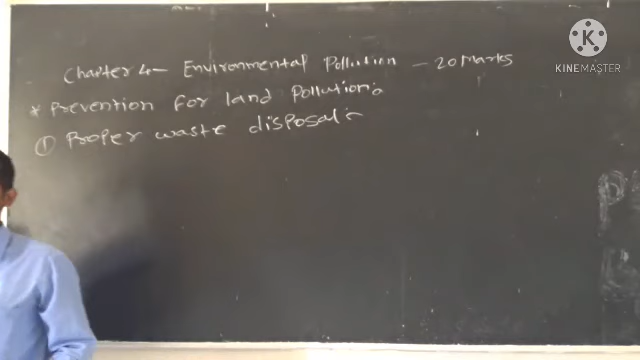 Chapter 4 - Environmental Pollution - 20 Marks
* Prevention for land Pollution:
① Proper waste disposal:-
K
KINEMASTER